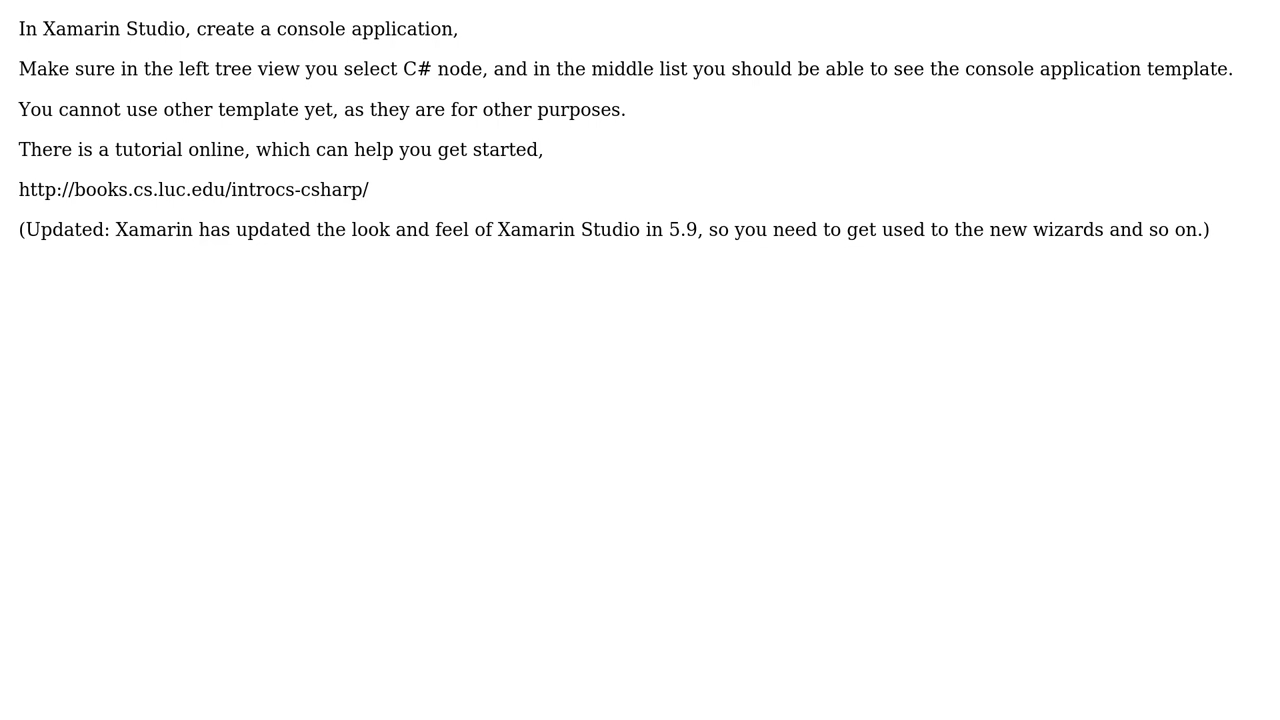 In Xamarin Studio, create a console application,
Make sure in the left tree view you select C# node, and in the middle list you should be able to see the console application template.
You cannot use other template yet, as they are for other purposes.
There is a tutorial online, which can help you get started,
http://books.cs.luc.edu/introcs-csharp/
(Updated: Xamarin has updated the look and feel of Xamarin Studio in 5.9, so you need to get used to the new wizards and so on.)